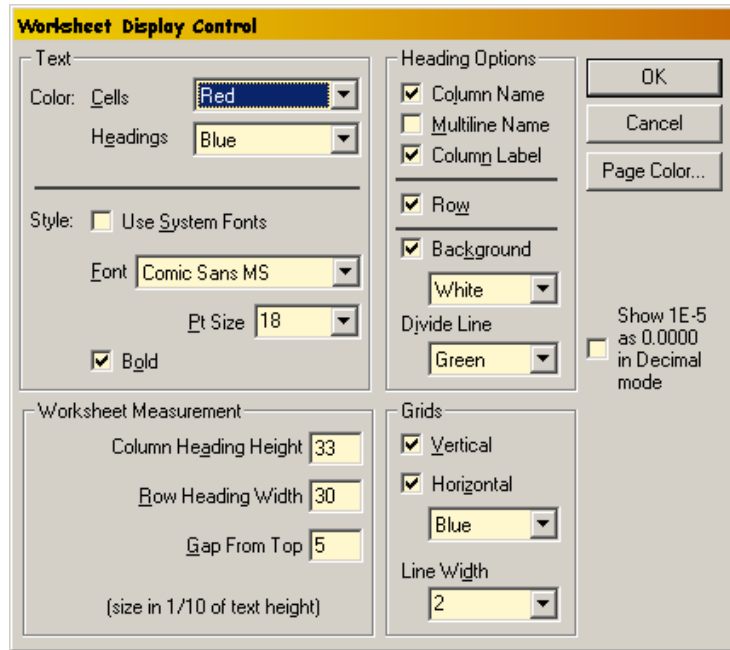 Worksheet Display Control
Text
Color: Cells Red
Headings Blue
Style: Use System Fonts
Font Comic Sans MS
Pt Size 18
Bold
Heading Options
Column Name
Multiline Name
Column Label
Row
Background
White
Divide Line
Green
OK
Cancel
Page Color...
Show 1E-5
as 0.0000
in Decimal
mode
Worksheet Measurement
Column Heading Height 33
Row Heading Width 30
Gap From Top 5
(size in 1/10 of text height)
Grids
Vertical
Horizontal
Blue
Line Width
2